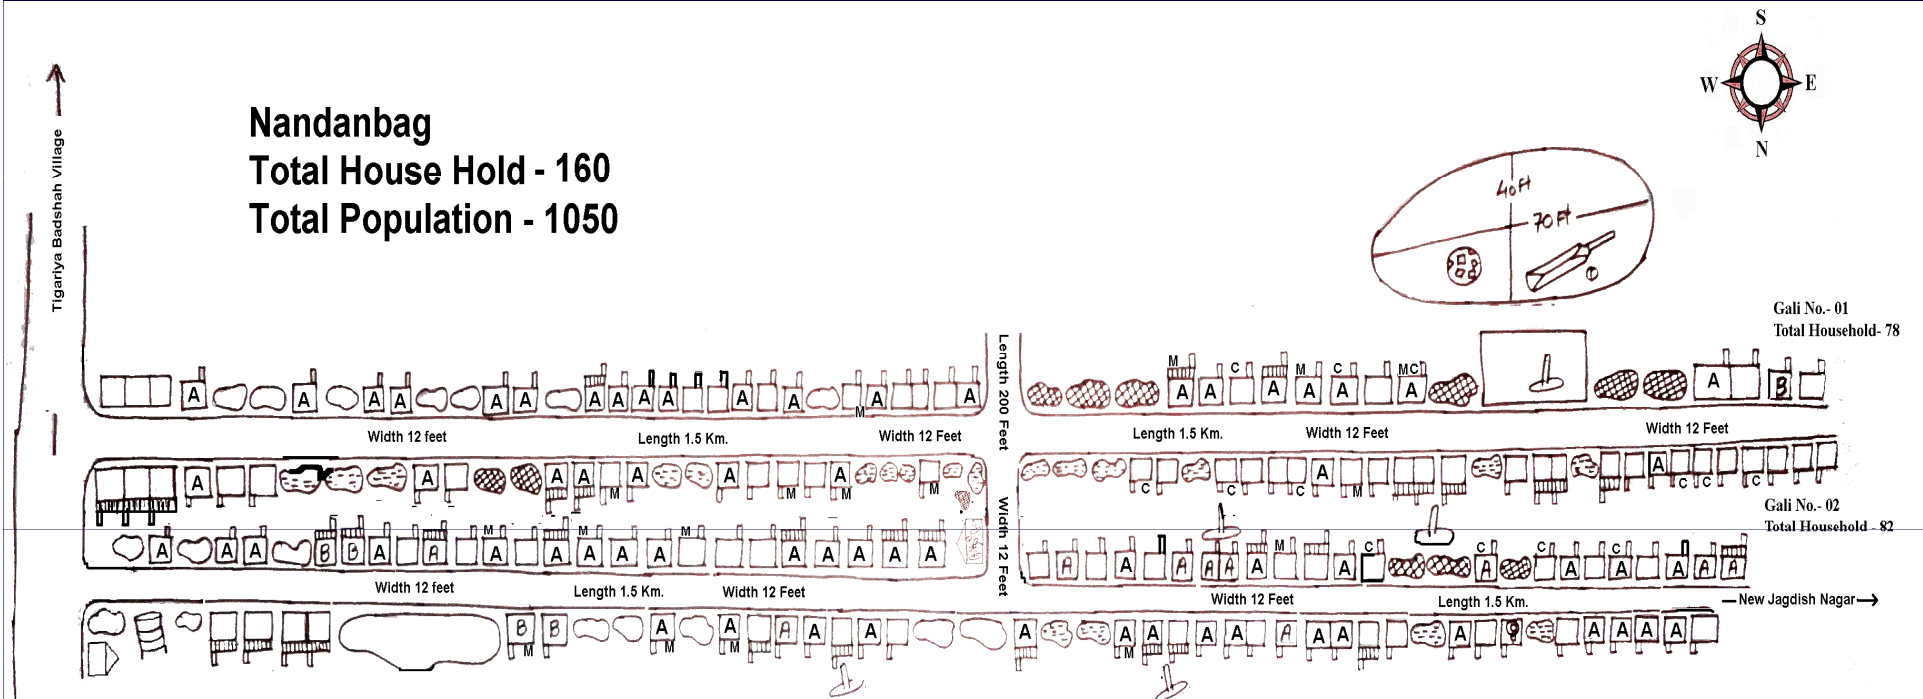 S
W E
N
Nandanbag
Total House Hold - 160
Total Population - 1050
Tigariya Badshah Village
40 Ft
70 Ft
Gali No.- 01
Total Household- 78
M C M C MC
A A A A A A A A A A A A A A A A A A A A A A B
M
Length 200 Feet
Width 12 feet Length 1.5 Km. Width 12 Feet Length 1.5 Km. Width 12 Feet Width 12 Feet
A A A A A A A A A
M M M M C C C M C C C
Width 12 Feet
Gali No.- 02
Total Household - 82
M M M M C C C C
A A A B B A A A A A A A A A A A A A A A A A A A A A A A A A A
Width 12 feet Length 1.5 Km. Width 12 Feet Width 12 Feet Length 1.5 Km. New Jagdish Nagar
B B A A A A A A A A A A A A A A A A A A
M M M M